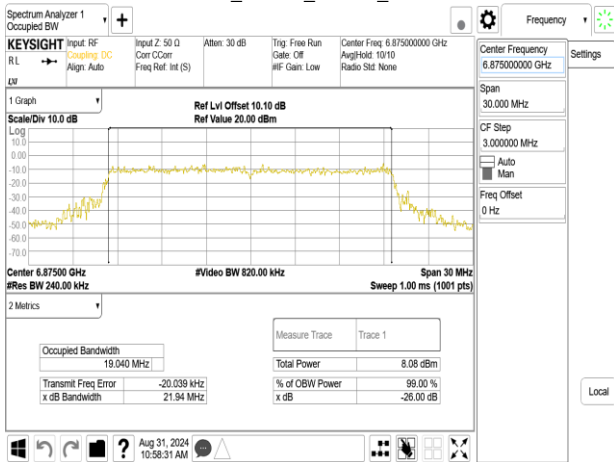 Spectrum Analyzer 1
Occupied BW
Frequency
KEYSIGHT
RL
LXI
Input: RF
Coupling: DC
Align: Auto
Input Z: 50 Ω
Corr CCorr
Freq Ref: Int (S)
Atten: 30 dB
Trig: Free Run
Gate: Off
#IF Gain: Low
Center Freq: 6.875000000 GHz
Avg|Hold: 10/10
Radio Std: None
Center Frequency
6.875000000 GHz
Settings
Span
30.000 MHz
CF Step
3.000000 MHz
Auto
Man
Freq Offset
0 Hz
Local
1 Graph
Scale/Div 10.0 dB
Ref Lvl Offset 10.10 dB
Ref Value 20.00 dBm
Log
10.0
0.00
-10.0
-20.0
-30.0
-40.0
-50.0
-60.0
-70.0
Center 6.87500 GHz
#Video BW 820.00 kHz
Span 30 MHz
#Res BW 240.00 kHz
Sweep 1.00 ms (1001 pts)
2 Metrics
Measure Trace
Trace 1
Occupied Bandwidth
19.040 MHz
Total Power
8.08 dBm
Transmit Freq Error
-20.039 kHz
% of OBW Power
99.00 %
x dB Bandwidth
21.94 MHz
x dB
-26.00 dB
Aug 31, 2024
10:58:31 AM